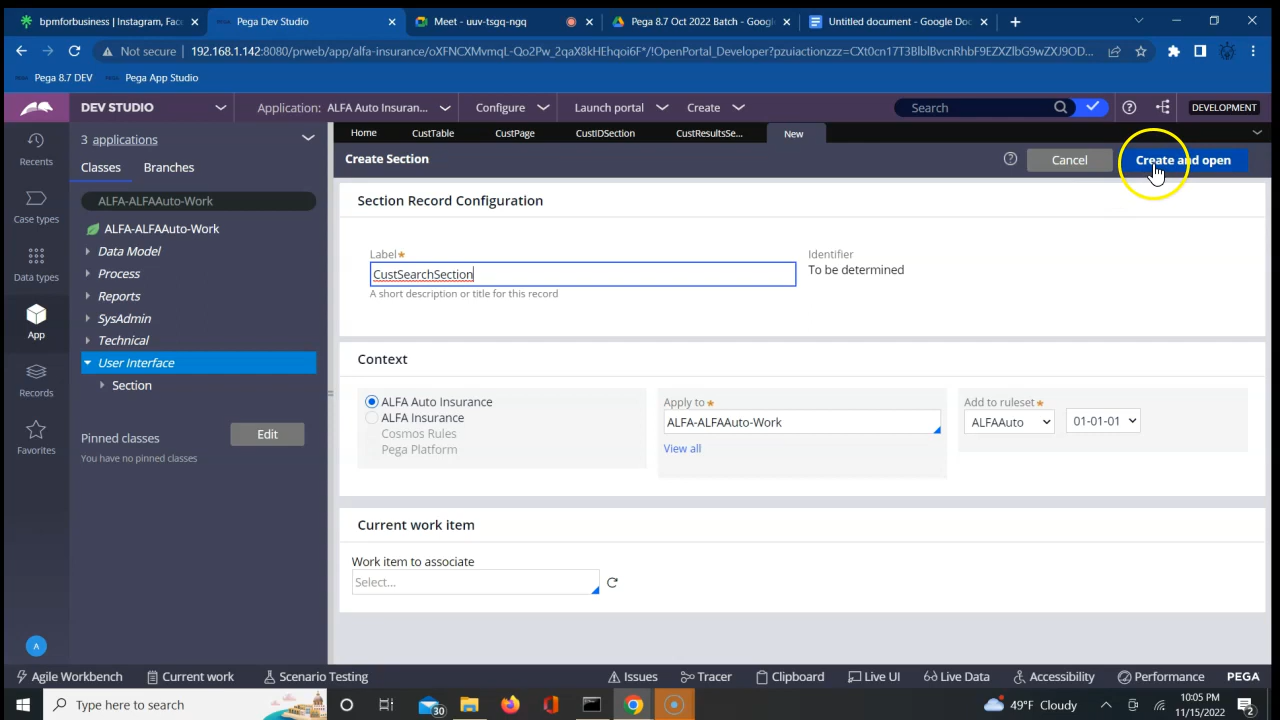 bpmforbusiness | Instagram, Face
Pega Dev Studio
Meet - uuv-tsgq-ngq
Pega 8.7 Oct 2022 Batch - Google
Untitled document - Google Doc
Not secure
192.168.1.142:8080/prweb/app/alfa-insurance/oXFNCXMvmqL-Qo2Pw_2qaX8kHEhqoi6F*/!OpenPortal_Developer?pzuiactionzzz=CXt0cn17T3BlblBvcnRhbF9EZXZlbG9wZXJ9OD...
Pega 8.7 DEV
Pega App Studio
DEV STUDIO
Application: ALFA Auto Insuran...
Configure
Launch portal
Create
Search
DEVELOPMENT
Recents
Case types
Data types
App
Records
Favorites
A
3 applications
Classes
Branches
ALFA-ALFAAuto-Work
ALFA-ALFAAuto-Work
Data Model
Process
Reports
SysAdmin
Technical
User Interface
Section
Pinned classes
Edit
You have no pinned classes
Home
CustTable
CustPage
CustIDSection
CustResultsSe...
New
Create Section
Cancel
Create and open
Section Record Configuration
Label*
CustSearchSection
A short description or title for this record
Identifier
To be determined
Context
ALFA Auto Insurance
ALFA Insurance
Cosmos Rules
Pega Platform
Apply to*
ALFA-ALFAAuto-Work
View all
Add to ruleset*
ALFAAuto
01-01-01
Current work item
Work item to associate
Select...
Agile Workbench
Current work
Scenario Testing
Issues
Tracer
Clipboard
Live UI
Live Data
Accessibility
Performance
PEGA
Type here to search
30
49°F Cloudy
10:05 PM
11/15/2022
2